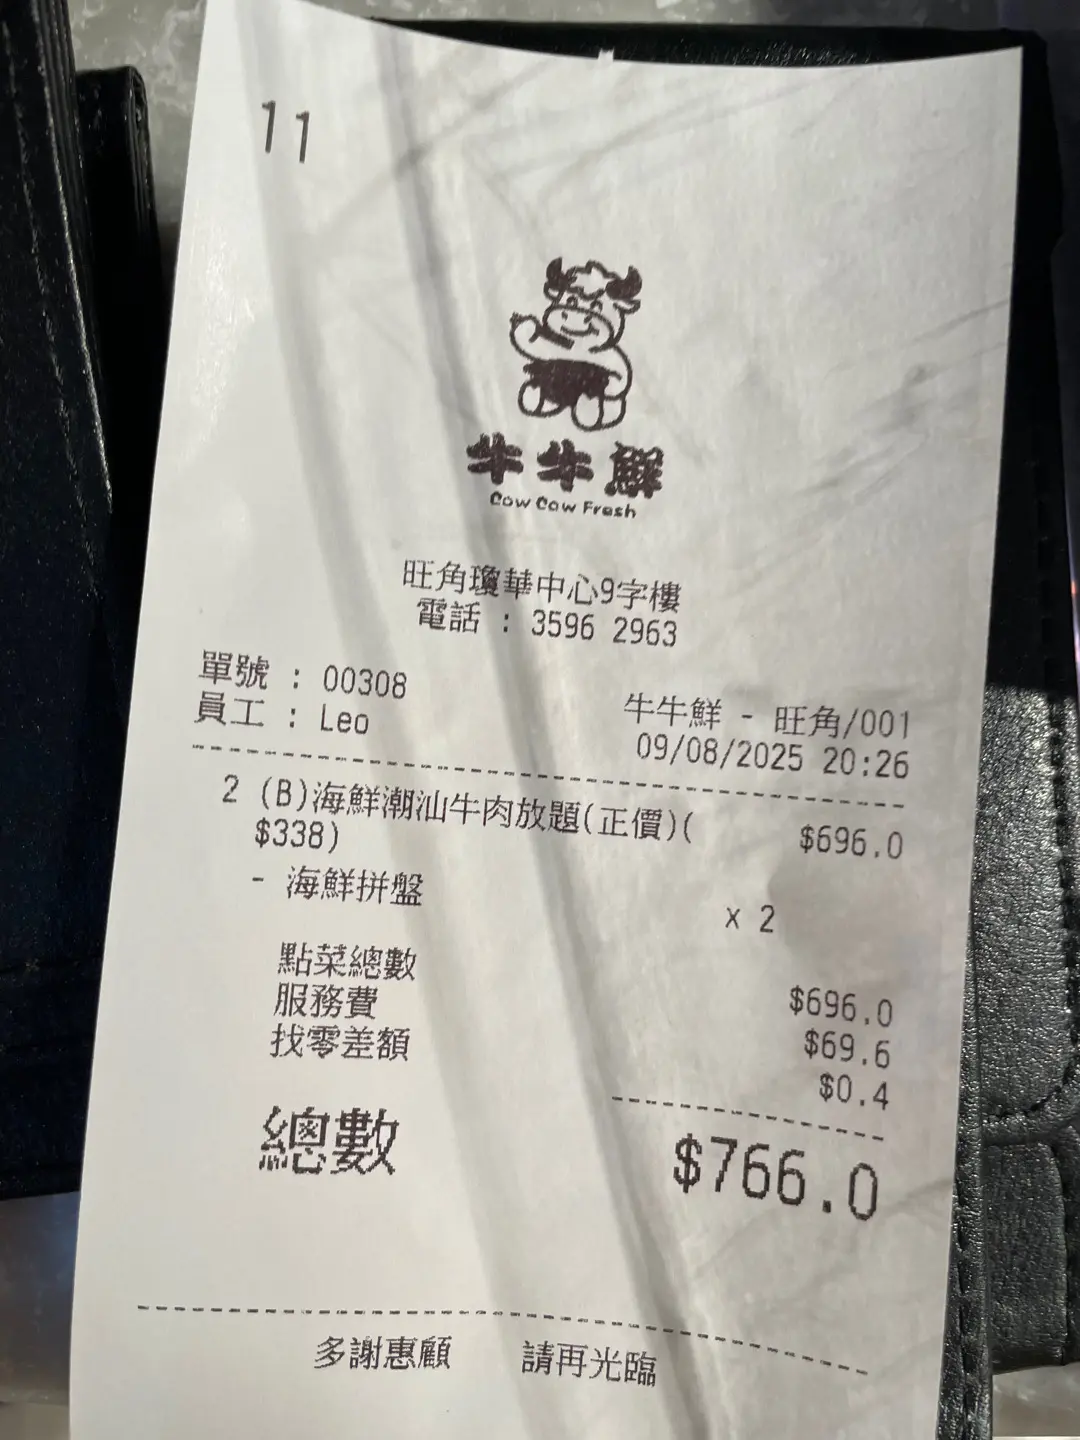 11
牛牛鮮
Cow Cow Fresh
旺角瓊華中心9字樓
電話 : 3596 2963
單號 : 00308
員工 : Leo
牛牛鮮 - 旺角/001
09/08/2025 20:26
2 (B)海鮮潮汕牛肉放題(正價)( $696.0
$338)
- 海鮮拼盤 x 2
點菜總數 $696.0
服務費 $69.6
找零差額 $0.4
總數 $766.0
多謝惠顧 請再光臨